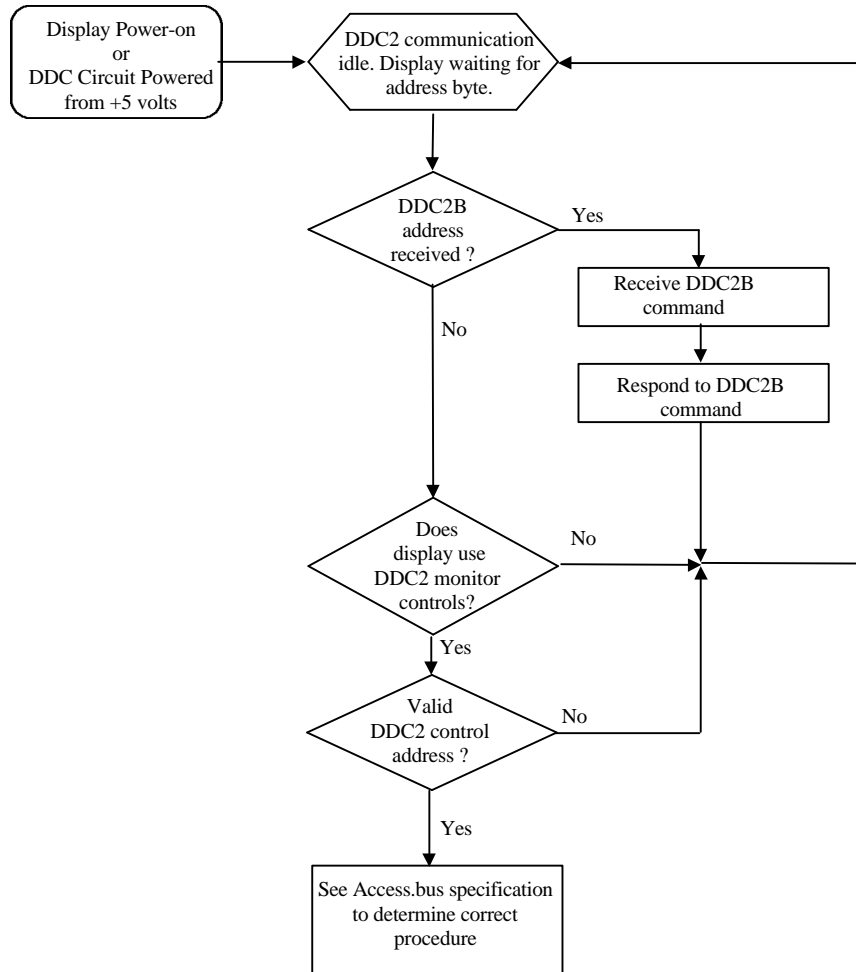 Display Power-on
or
DDC Circuit Powered
from +5 volts
DDC2 communication
idle. Display waiting for
address byte.
DDC2B
address
received ?
Yes
Receive DDC2B
command
No
Respond to DDC2B
command
Does
display use
DDC2 monitor
controls?
No
Yes
Valid
DDC2 control
address ?
No
Yes
See Access.bus specification
to determine correct
procedure